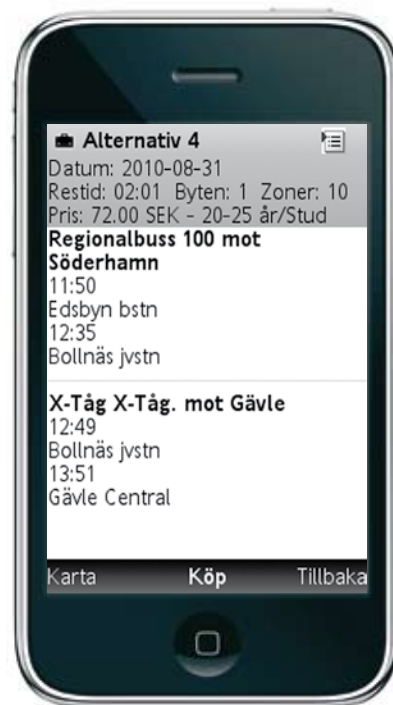 Alternativ 4
Datum: 2010-08-31
Restid: 02:01 Byten: 1 Zoner: 10
Pris: 72.00 SEK - 20-25 år/Stud
Regionalbuss 100 mot
Söderhamn
11:50
Edsbyn bstn
12:35
Bollnäs jvstn
X-Tåg X-Tåg. mot Gävle
12:49
Bollnäs jvstn
13:51
Gävle Central
Karta Köp Tillbaka